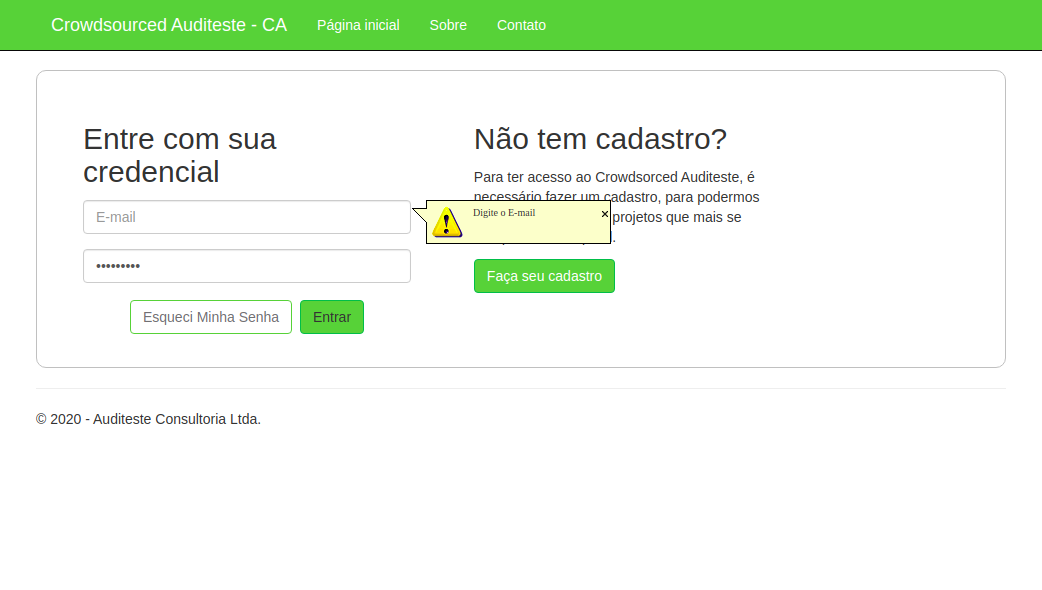 Crowdsourced Auditeste - CA Página inicial Sobre Contato
Entre com sua
credencial
E-mail
•••••••••
Esqueci Minha Senha Entrar
Digite o E-mail
×
Não tem cadastro?
Para ter acesso ao Crowdsorced Auditeste, é
necessário fazer um cadastro, para podermos
projetos que mais se
Faça seu cadastro
© 2020 - Auditeste Consultoria Ltda.